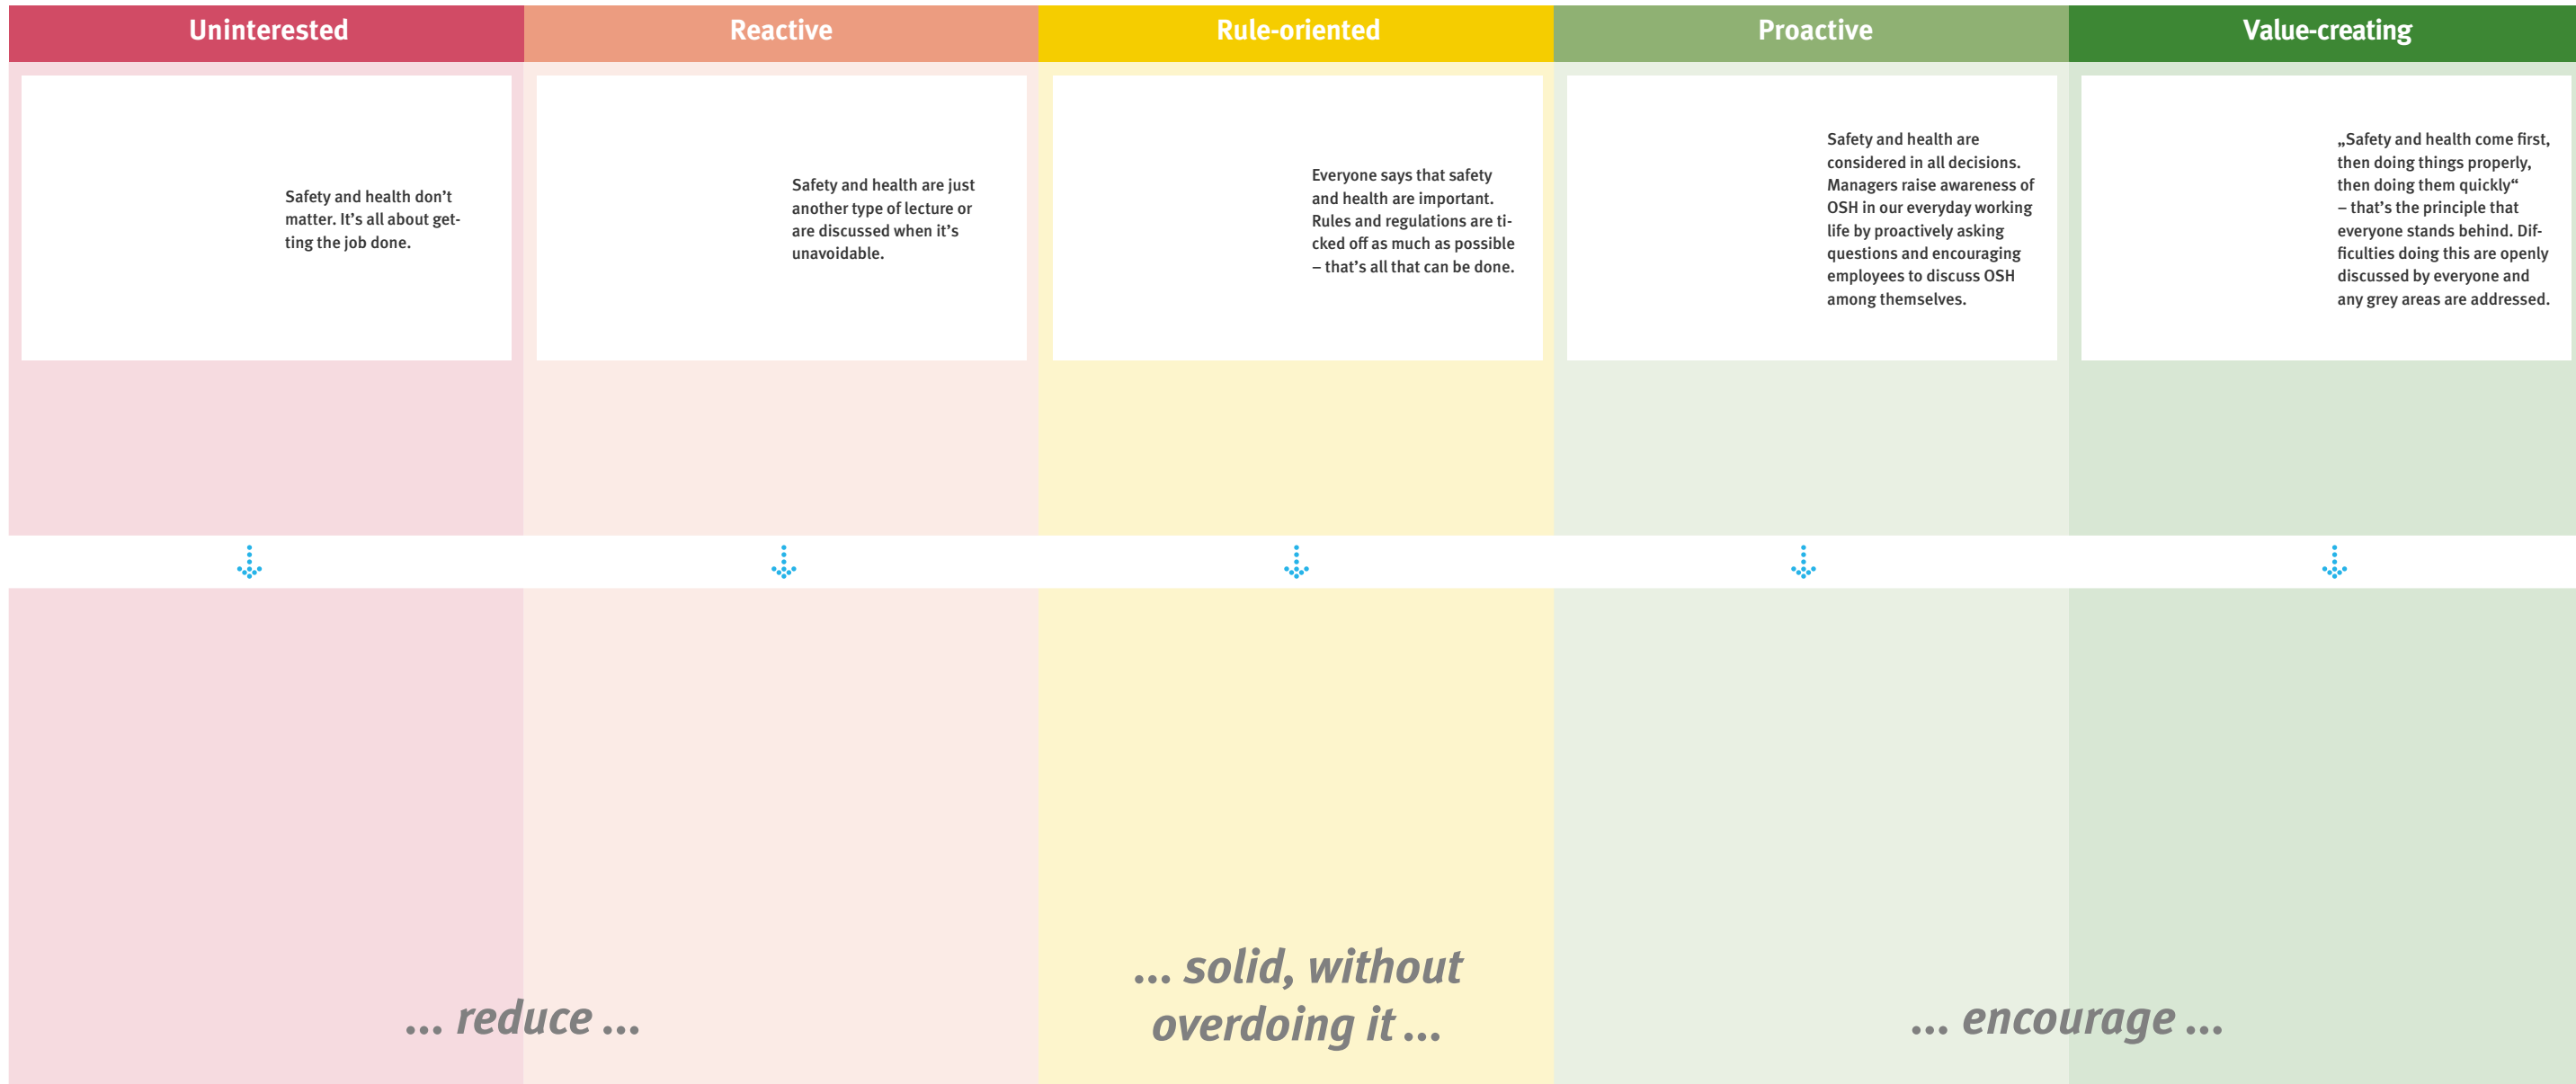 Uninterested
Reactive
Rule-oriented
Proactive
Value-creating
Safety and health don’t
matter. It’s all about get-
ting the job done.
Safety and health are just
another type of lecture or
are discussed when it’s
unavoidable.
Everyone says that safety
and health are important.
Rules and regulations are ti-
cked off as much as possible
– that’s all that can be done.
Safety and health are
considered in all decisions.
Managers raise awareness of
OSH in our everyday working
life by proactively asking
questions and encouraging
employees to discuss OSH
among themselves.
„Safety and health come first,
then doing things properly,
then doing them quickly“
– that’s the principle that
everyone stands behind. Dif-
ficulties doing this are openly
discussed by everyone and
any grey areas are addressed.
... reduce ...
... solid, without
overdoing it ...
... encourage ...